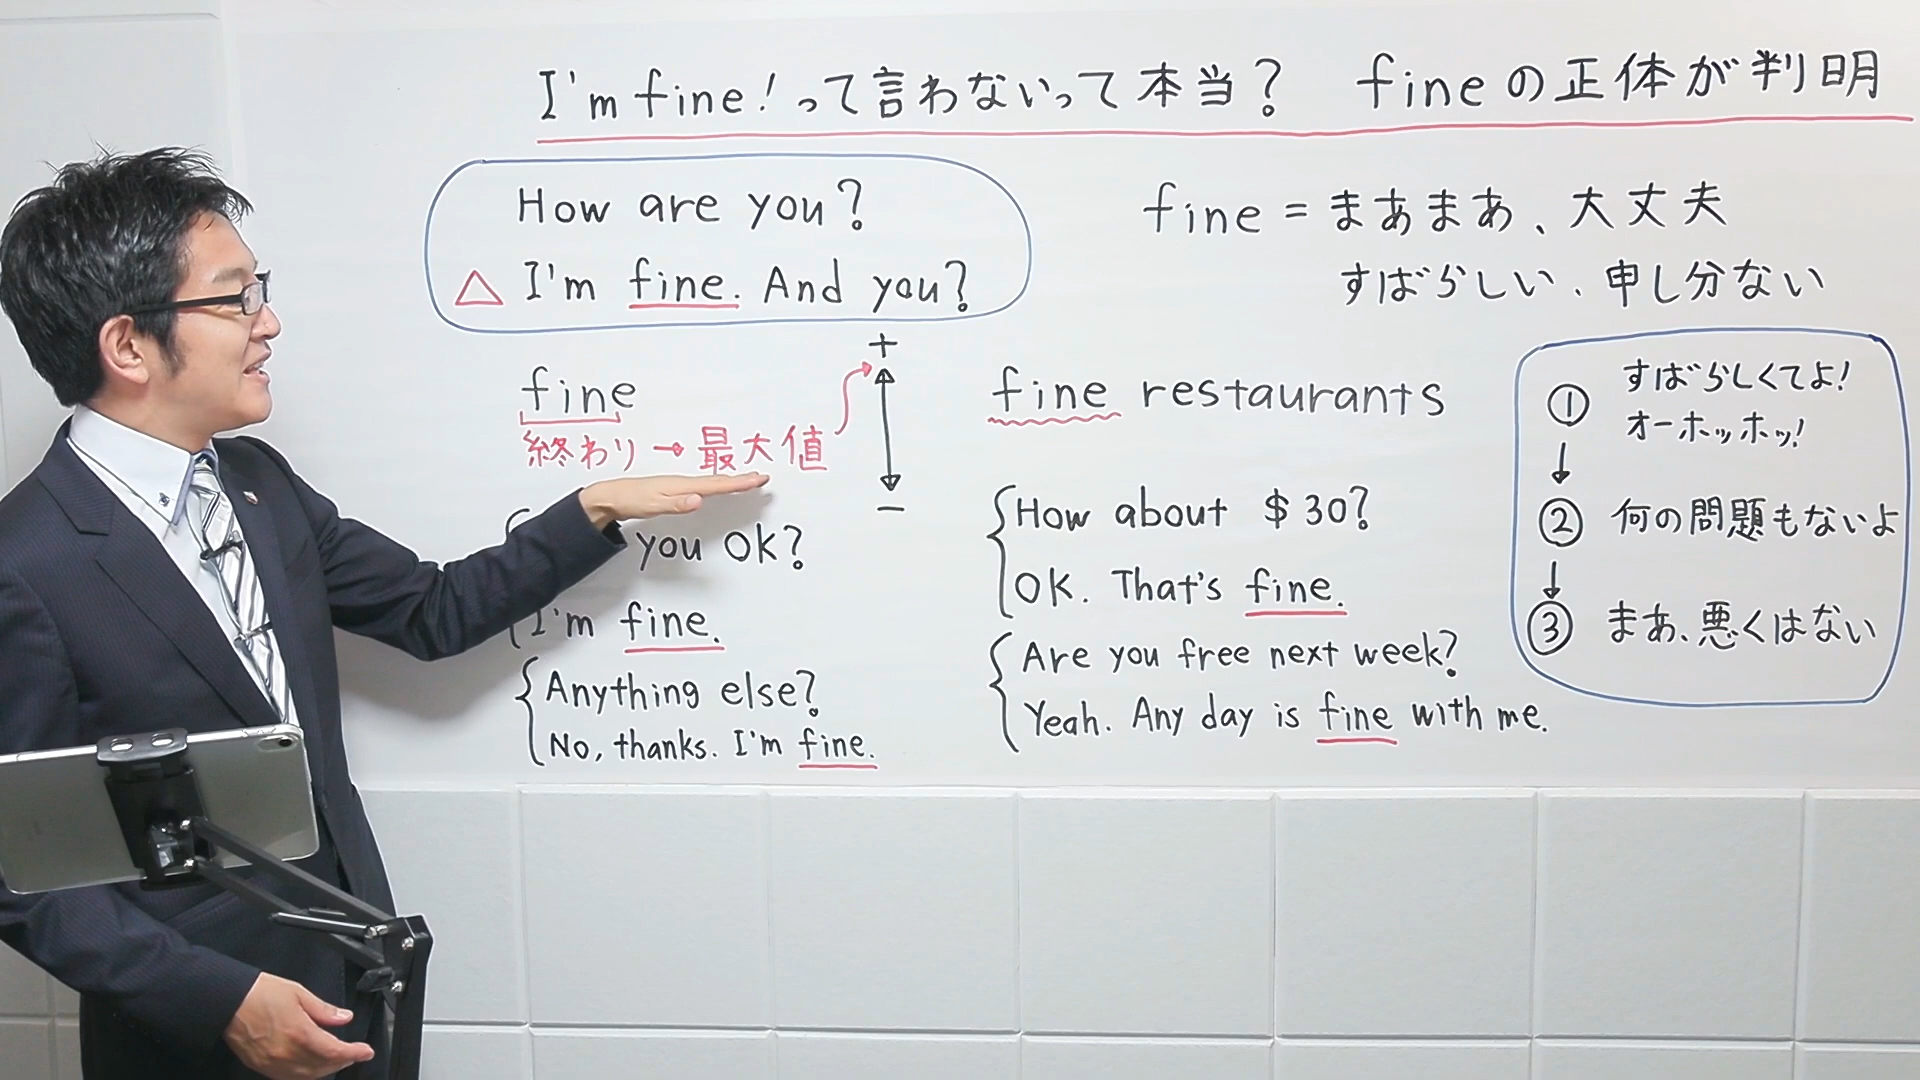 I'm fine!って言わないって本当? fineの正体が判明
How are you?
△ I'm fine. And you?
fine = まあまあ、大丈夫
すばらしい、申し分ない
fine
終わり→最大値
+
−
you OK?
I'm fine.
Anything else?
No, thanks. I'm fine.
fine restaurants
How about $30?
OK. That's fine.
Are you free next week?
Yeah. Any day is fine with me.
① すばらしくてよ!
オーホッホッ!
↓
② 何の問題もないよ
↓
③ まあ、悪くはない